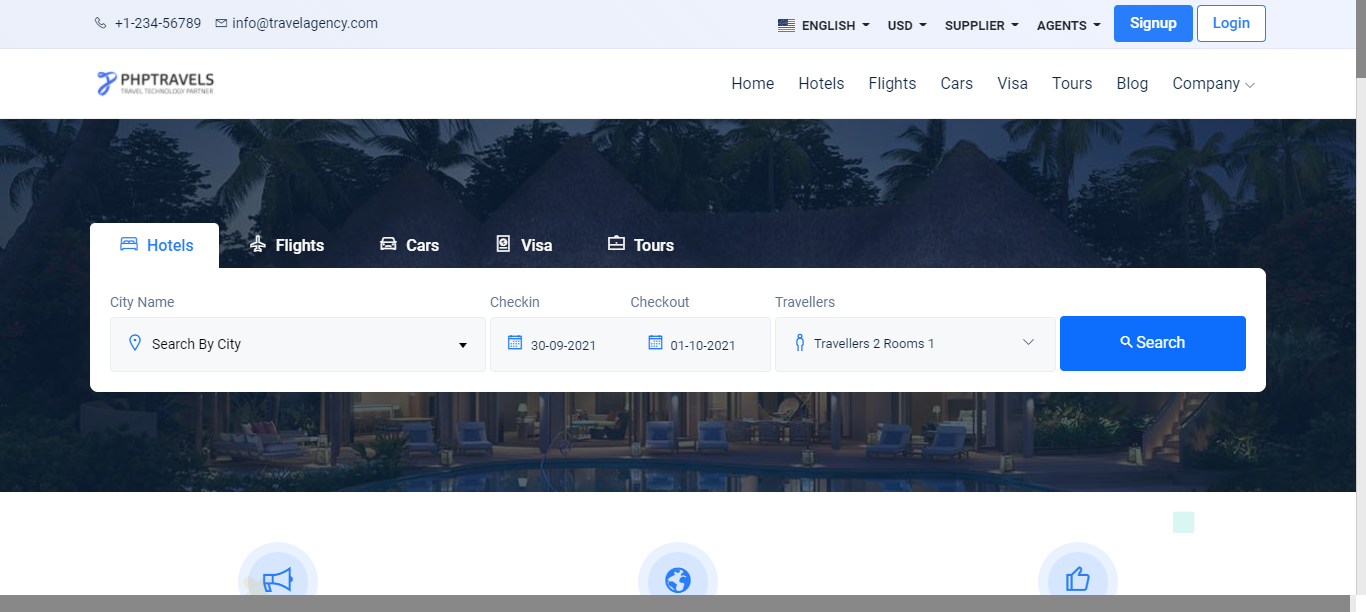 +1-234-56789 info@travelagency.com ENGLISH USD SUPPLIER AGENTS Signup Login
PHPTRAVELS
TRAVEL TECHNOLOGY PARTNER
Home Hotels Flights Cars Visa Tours Blog Company
Hotels Flights Cars Visa Tours
City Name Checkin Checkout Travellers
Search By City 30-09-2021 01-10-2021 Travellers 2 Rooms 1 Search